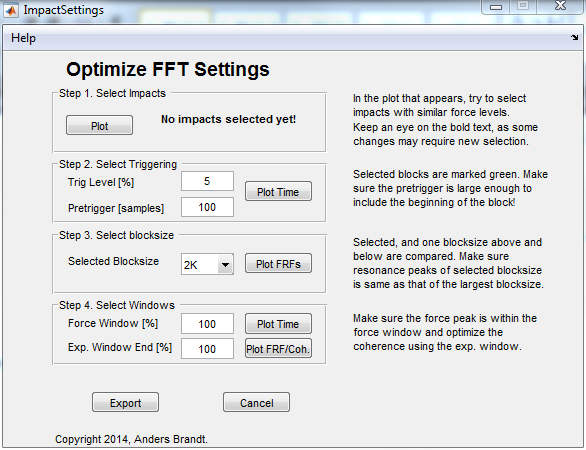 ImpactSettings
Help
Optimize FFT Settings
Step 1. Select Impacts
Plot
No impacts selected yet!
In the plot that appears, try to select
impacts with similar force levels.
Keep an eye on the bold text, as some
changes may require new selection.
Step 2. Select Triggering
Trig Level [%]
5
Plot Time
Pretrigger [samples]
100
Selected blocks are marked green. Make
sure the pretrigger is large enough to
include the beginning of the block!
Step 3. Select blocksize
Selected Blocksize
2K
Plot FRFs
Selected, and one blocksize above and
below are compared. Make sure
resonance peaks of selected blocksize
is same as that of the largest blocksize.
Step 4. Select Windows
Force Window [%]
100
Plot Time
Exp. Window End [%]
100
Plot FRF/Coh.
Make sure the force peak is within the
force window and optimize the
coherence using the exp. window.
Export
Cancel
Copyright 2014, Anders Brandt.